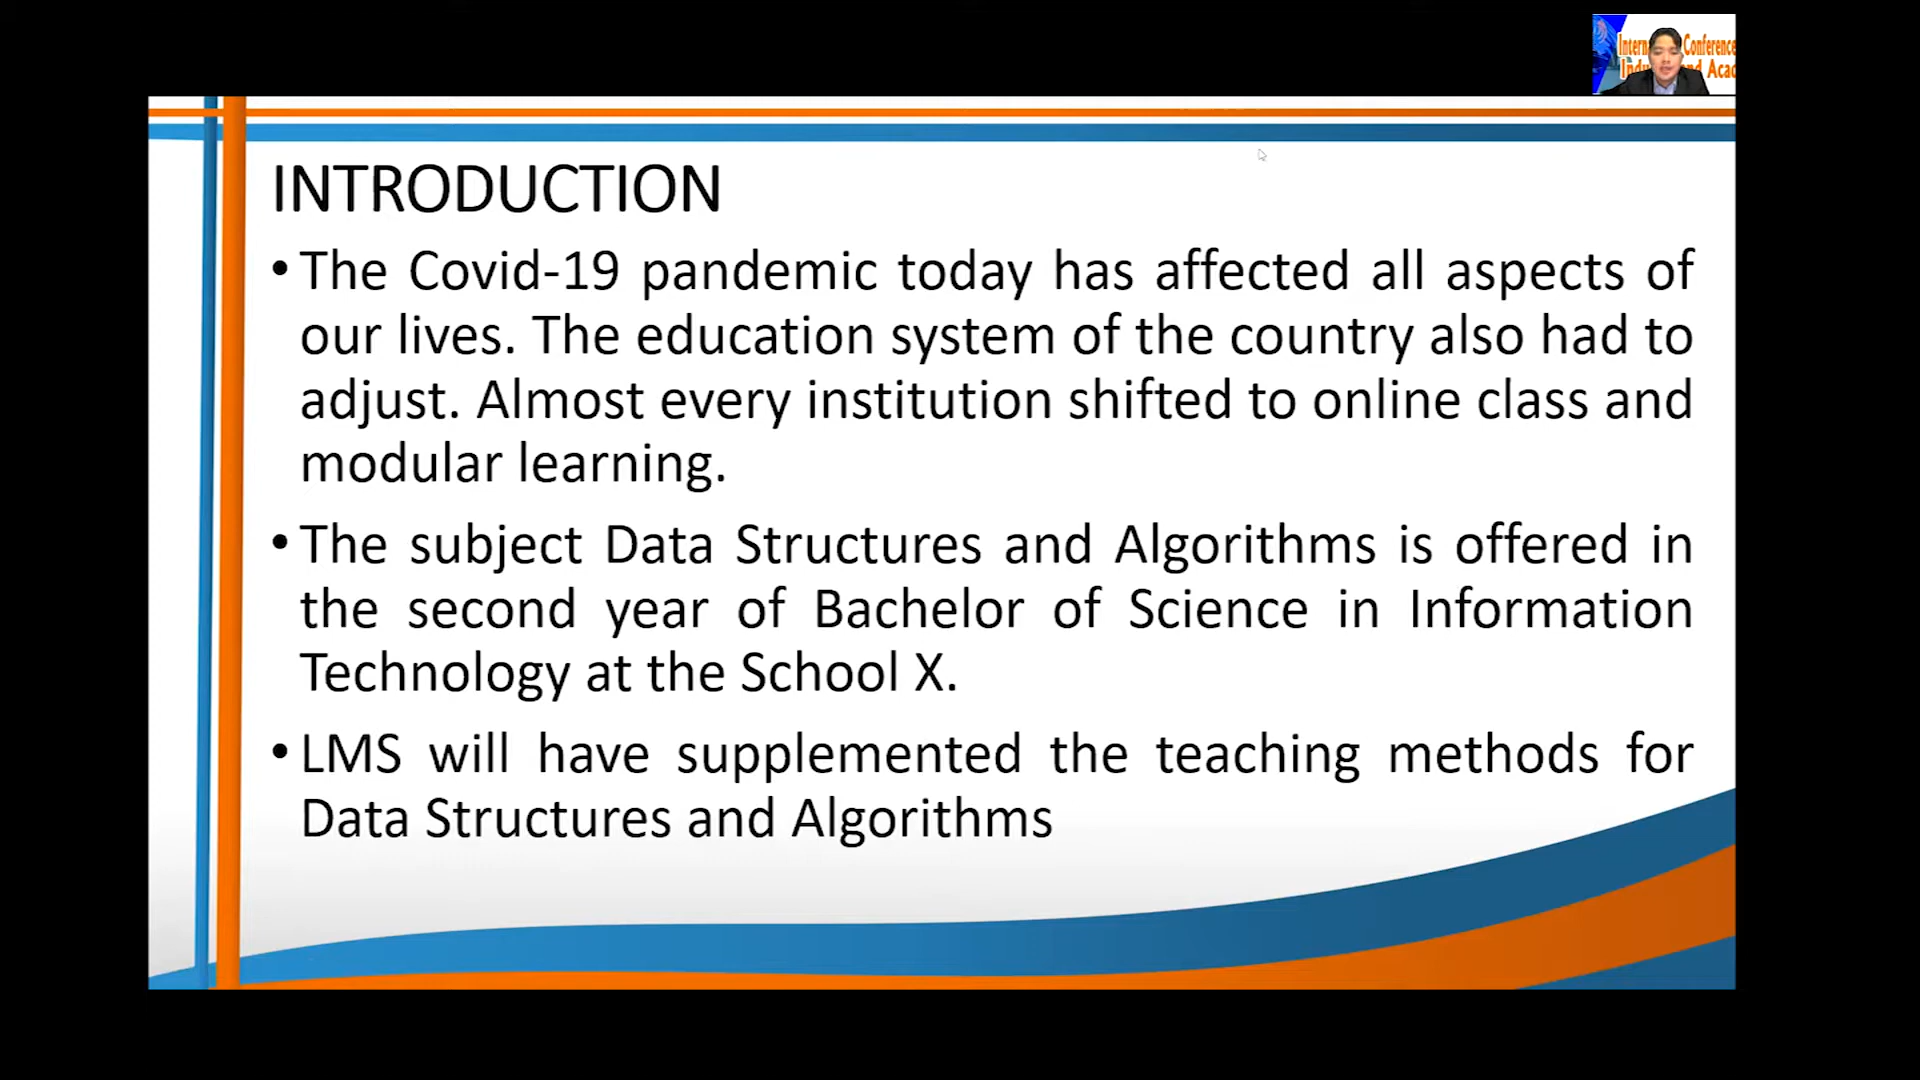 Conference
INTRODUCTION
• The Covid-19 pandemic today has affected all aspects of
our lives. The education system of the country also had to
adjust. Almost every institution shifted to online class and
modular learning.
• The subject Data Structures and Algorithms is offered in
the second year of Bachelor of Science in Information
Technology at the School X.
• LMS will have supplemented the teaching methods for
Data Structures and Algorithms